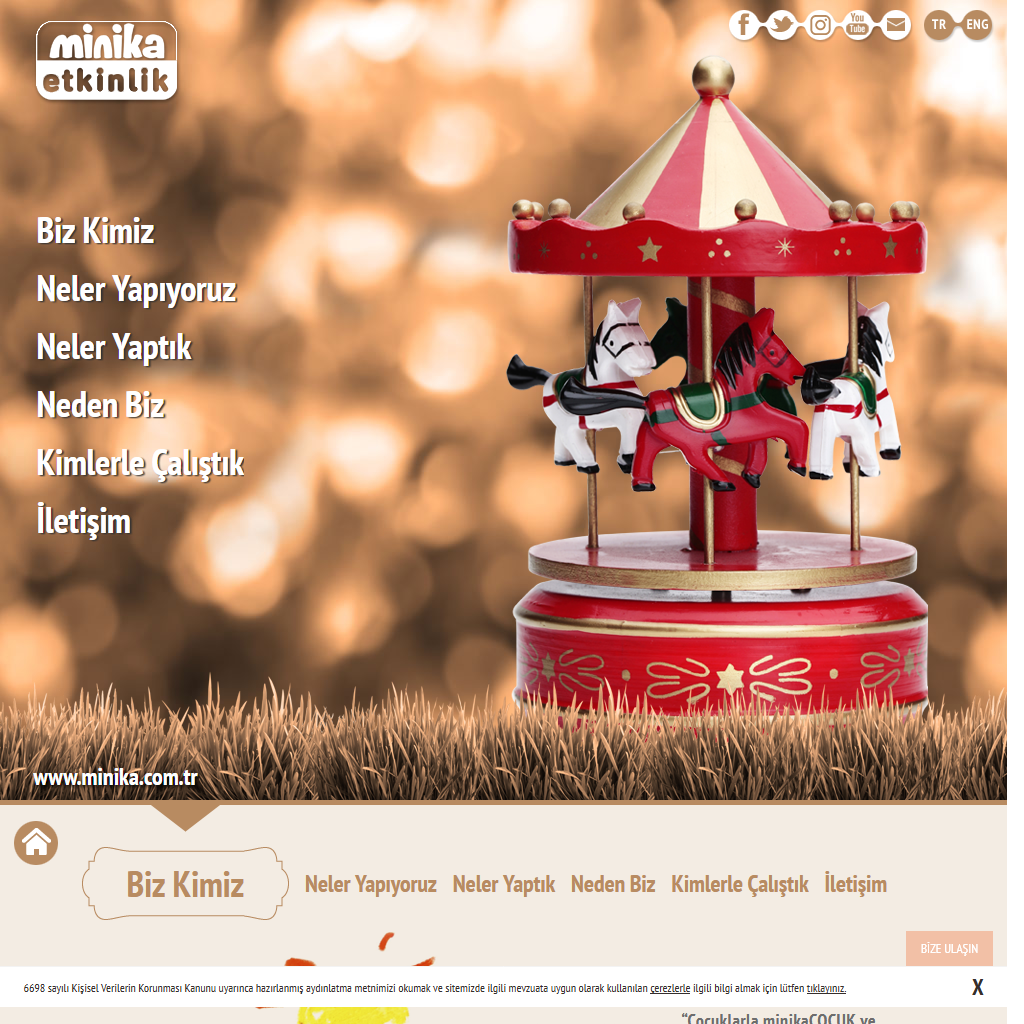 minika
etkinlik
You
Tube
TR
ENG
Biz Kimiz
Neler Yapıyoruz
Neler Yaptık
Neden Biz
Kimlerle Çalıştık
İletişim
www.minika.com.tr
Biz Kimiz
Neler Yapıyoruz
Neler Yaptık
Neden Biz
Kimlerle Çalıştık
İletişim
BİZE ULAŞIN
6698 sayılı Kişisel Verilerin Korunması Kanunu uyarınca hazırlanmış aydınlatma metnimizi okumak ve sitemizde ilgili mevzuata uygun olarak kullanılan çerezlerle ilgili bilgi almak için lütfen tıklayınız.
X
“Çocuklarla minikaÇOCUK ve